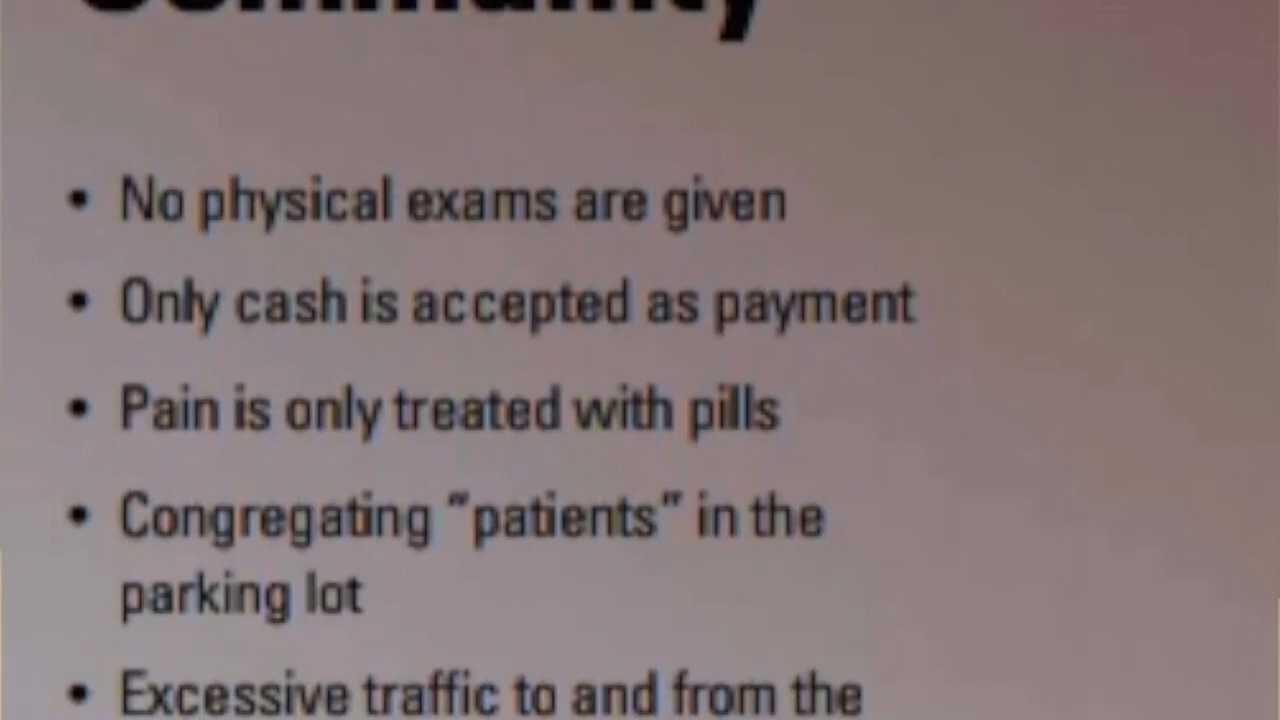 Community
• No physical exams are given
• Only cash is accepted as payment
• Pain is only treated with pills
• Congregating “patients” in the
parking lot
• Excessive traffic to and from the